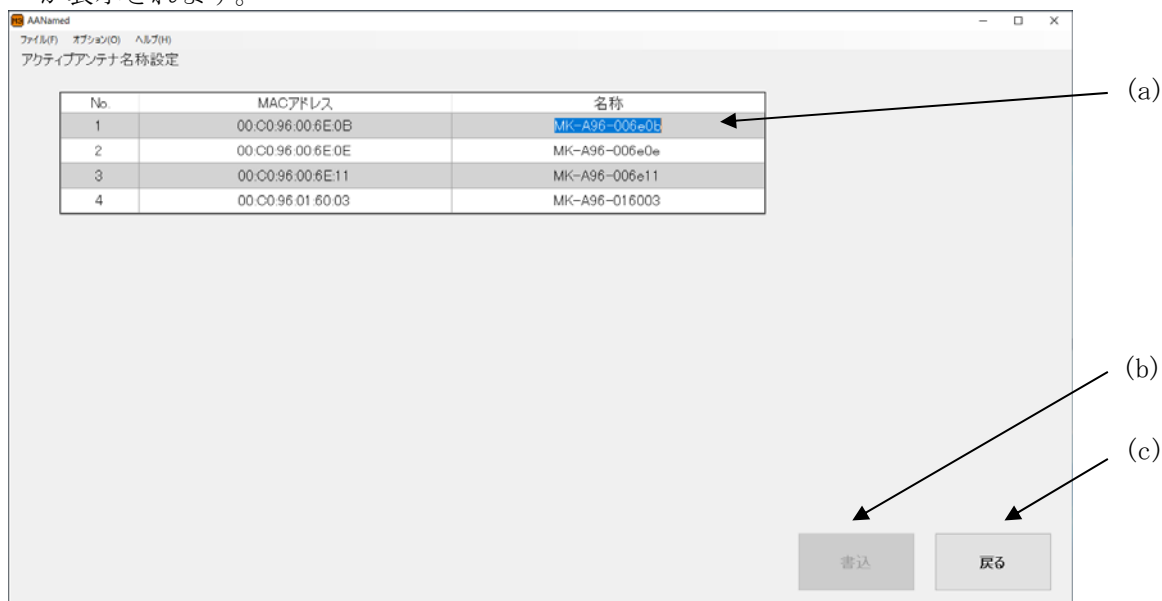 が表示されます。
AANamed
ファイル(F) オプション(O) ヘルプ(H)
アクティブアンテナ名称設定
No. MACアドレス 名称
1 00:C0:96:00:6E:0B MK-A96-006e0b
2 00:C0:96:00:6E:0E MK-A96-006e0e
3 00:C0:96:00:6E:11 MK-A96-006e11
4 00:C0:96:01:60:03 MK-A96-016003
(a)
(b)
(c)
書込 戻る